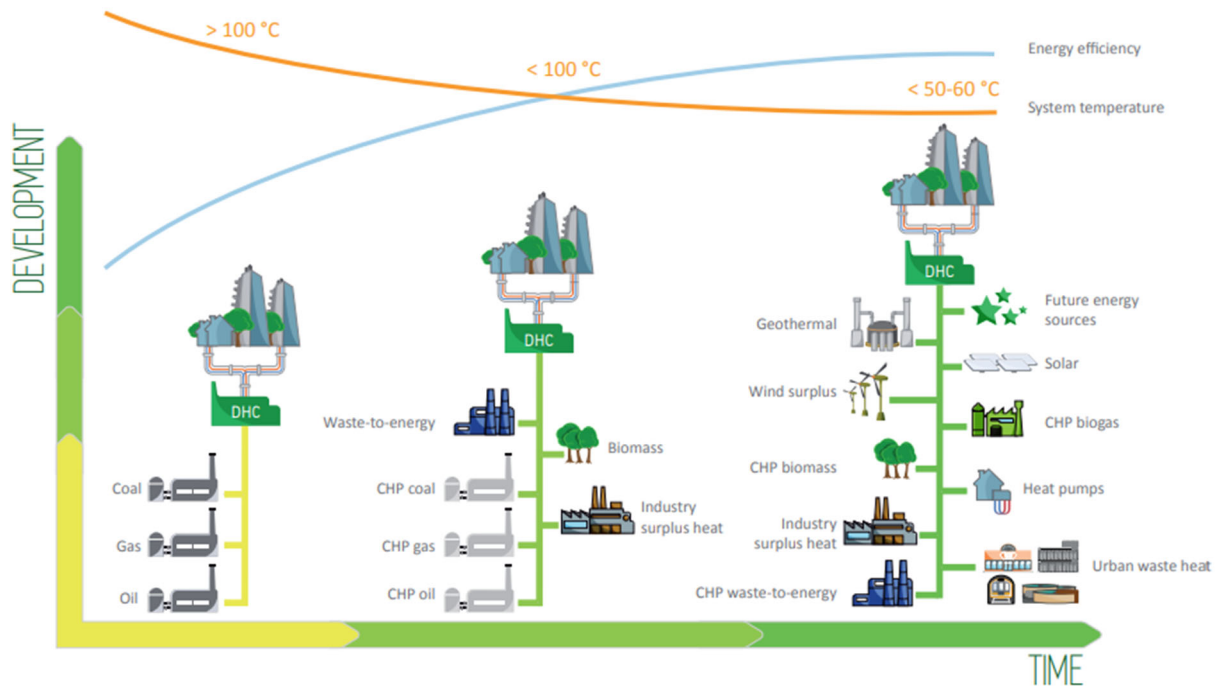 > 100 °C
< 100 °C
< 50-60 °C
Energy efficiency
System temperature
DEVELOPMENT
DHC
Coal
Gas
Oil
DHC
Waste-to-energy
Biomass
CHP coal
Industry
surplus heat
CHP gas
CHP oil
DHC
Geothermal
Future energy
sources
Solar
Wind surplus
CHP biogas
CHP biomass
Heat pumps
Industry
surplus heat
Urban waste heat
CHP waste-to-energy
TIME